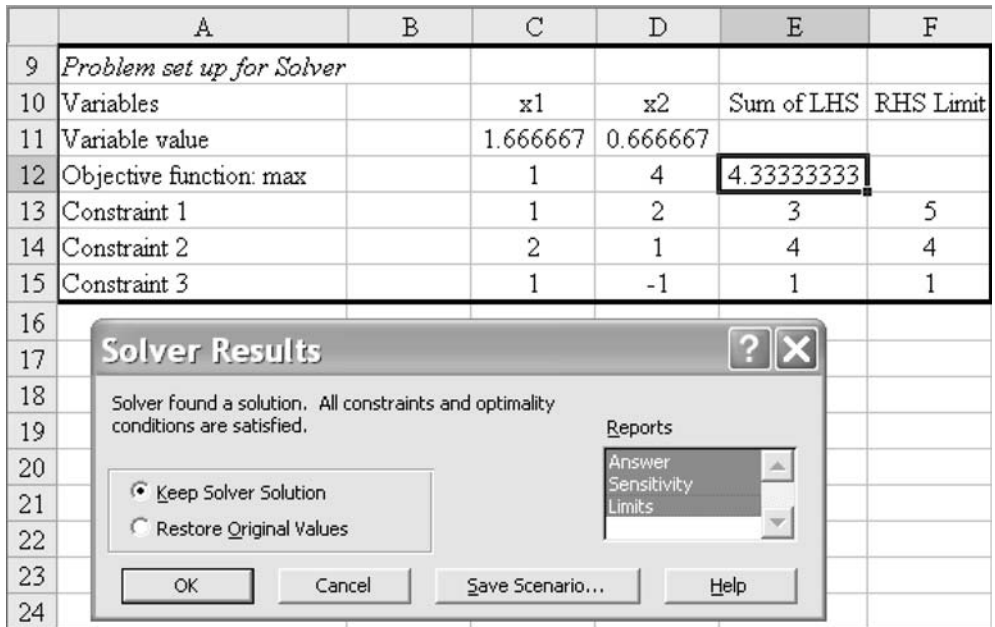 A B C D E F
9 Problem set up for Solver
10 Variables x1 x2 Sum of LHS RHS Limit
11 Variable value 1.666667 0.666667
12 Objective function: max 1 4 4.33333333
13 Constraint 1 1 2 3 5
14 Constraint 2 2 1 4 4
15 Constraint 3 1 -1 1 1
16
17
18
19
20
21
22
23
24
Solver Results ?
Solver found a solution. All constraints and optimality
conditions are satisfied.
Reports
Answer
Sensitivity
Limits
Keep Solver Solution
Restore Original Values
OK Cancel Save Scenario... Help